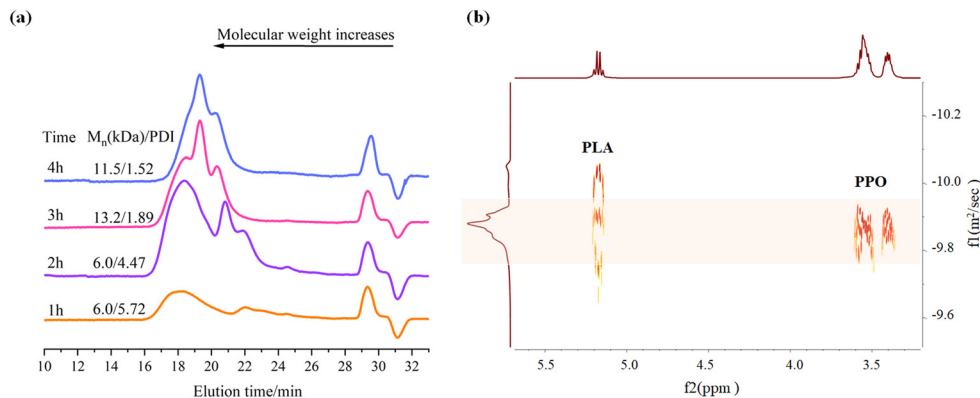 (a)
Molecular weight increases
Time Mn(kDa)/PDI
4h 11.5/1.52
3h 13.2/1.89
2h 6.0/4.47
1h 6.0/5.72
10 12 14 16 18 20 22 24 26 28 30 32
Elution time/min
(b)
-10.2
PLA
-10.0
PPO
-9.8
-9.6
f1(m²/sec)
5.5 5.0 4.5 4.0 3.5
f2(ppm)